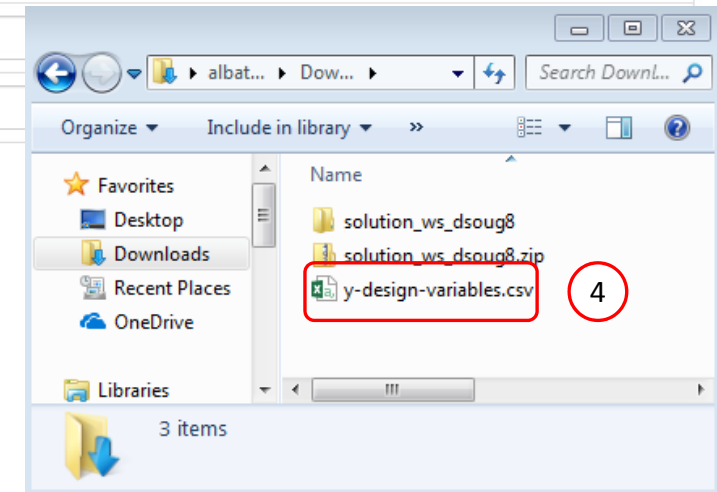 albat... Dow... Search Downl...
Organize Include in library »
Name
Favorites
Desktop
Downloads
Recent Places
OneDrive
Libraries
solution_ws_dsoug8
solution_ws_dsoug8.zip
y-design-variables.csv
4
3 items